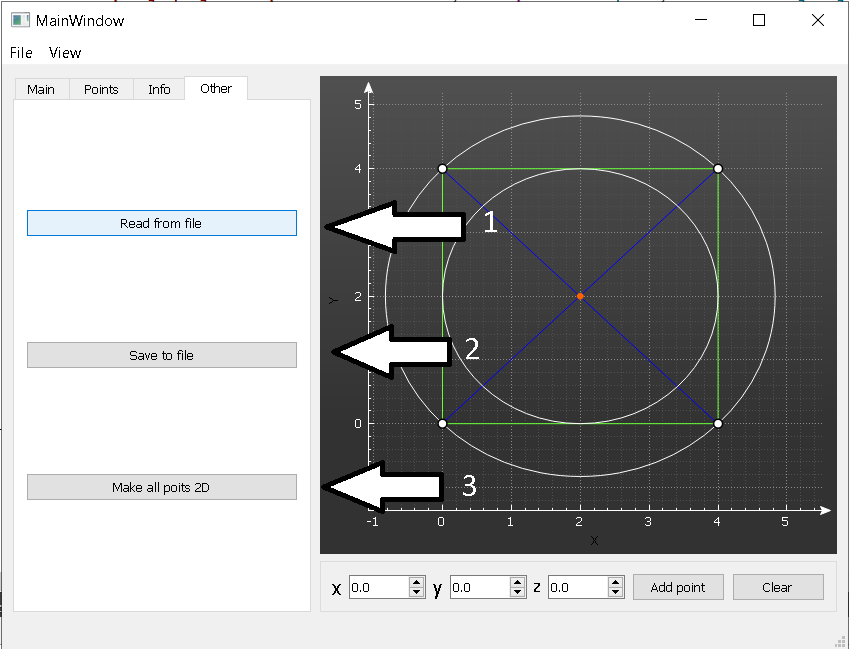 MainWindow
File View
Main Points Info Other
Read from file
1
Save to file
2
Make all poits 2D
3
5
4
2
0
Y
-1 0 1 2 3 4 5
X
x 0.0 y 0.0 z 0.0 Add point Clear